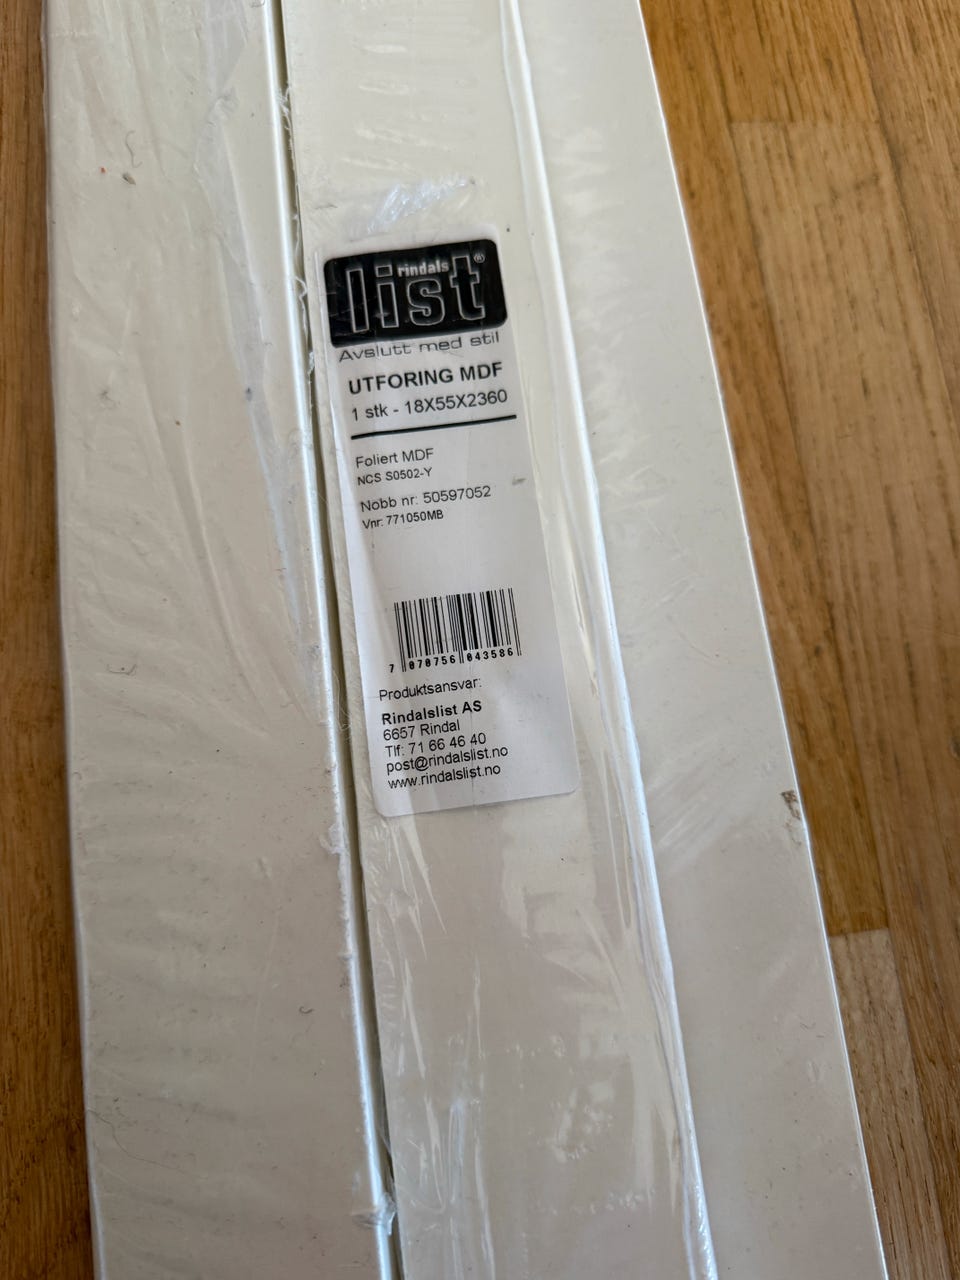 rindals
list®
Avslutt med stil
UTFORING MDF
1 stk - 18X55X2360
Foliert MDF
NCS S0502-Y
Nobb nr: 50597052
Vnr: 771050MB
7 070756 043586
Produktsansvar:
Rindalslist AS
6657 Rindal
Tlf: 71 66 46 40
post@rindalslist.no
www.rindalslist.no